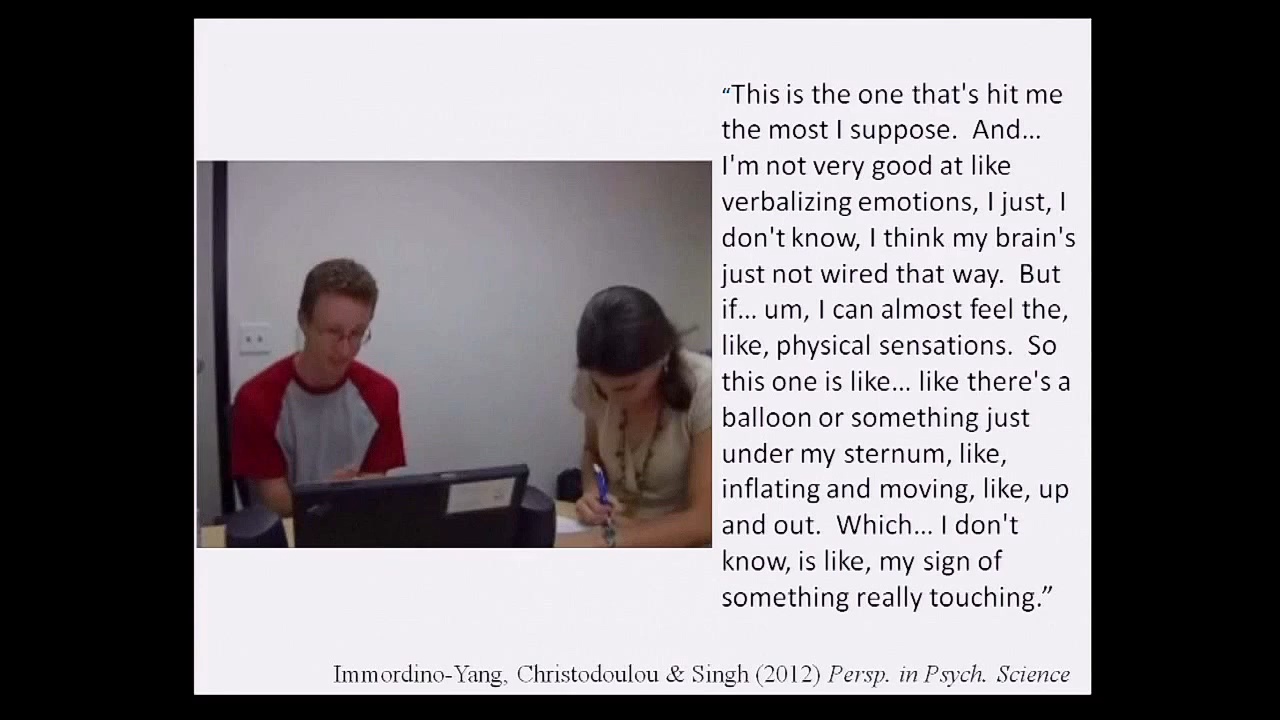 “This is the one that's hit me
the most I suppose.  And...
I'm not very good at like
verbalizing emotions, I just, I
don't know, I think my brain's
just not wired that way.  But
if... um, I can almost feel the,
like, physical sensations.  So
this one is like... like there's a
balloon or something just
under my sternum, like,
inflating and moving, like, up
and out.  Which... I don't
know, is like, my sign of
something really touching.”
Immordino-Yang, Christodoulou & Singh (2012) Persp. in Psych. Science